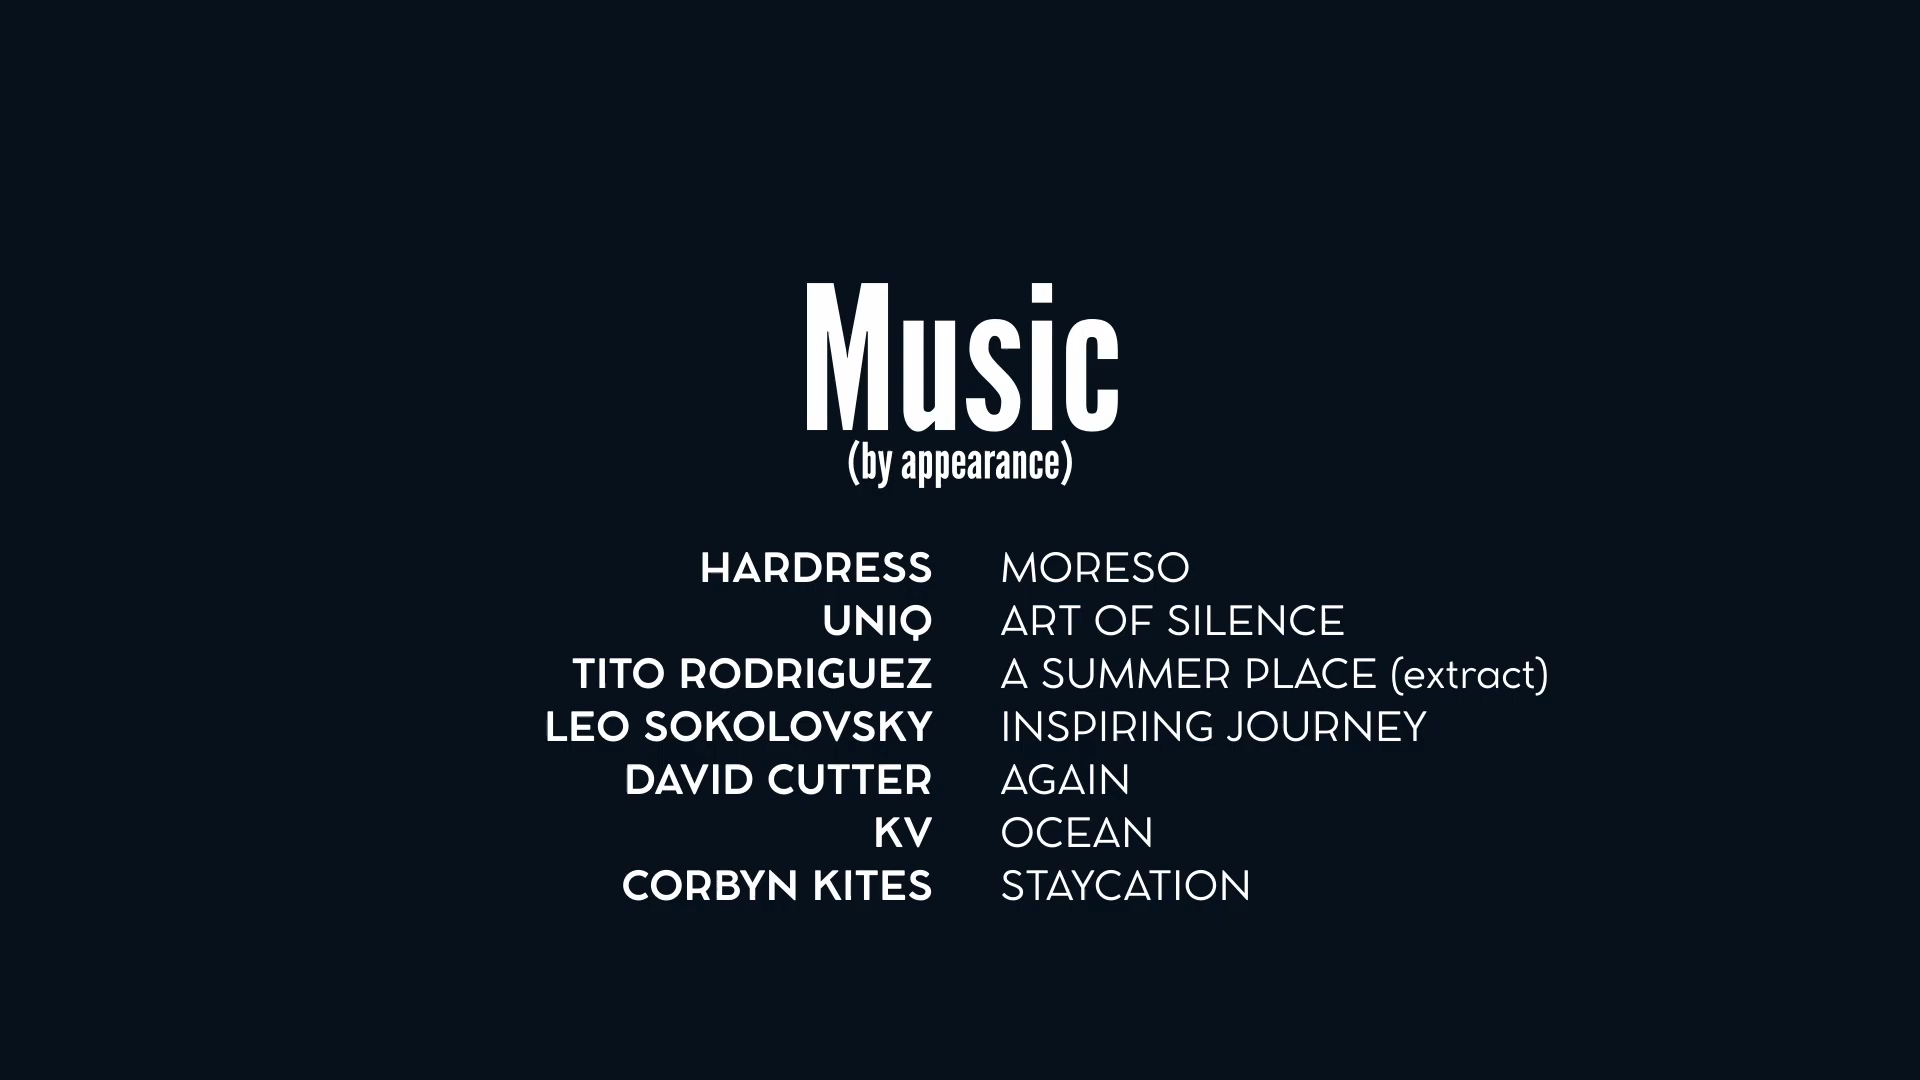 Music
(by appearance)
HARDRESS MORESO
UNIQ ART OF SILENCE
TITO RODRIGUEZ A SUMMER PLACE (extract)
LEO SOKOLOVSKY INSPIRING JOURNEY
DAVID CUTTER AGAIN
KV OCEAN
CORBYN KITES STAYCATION